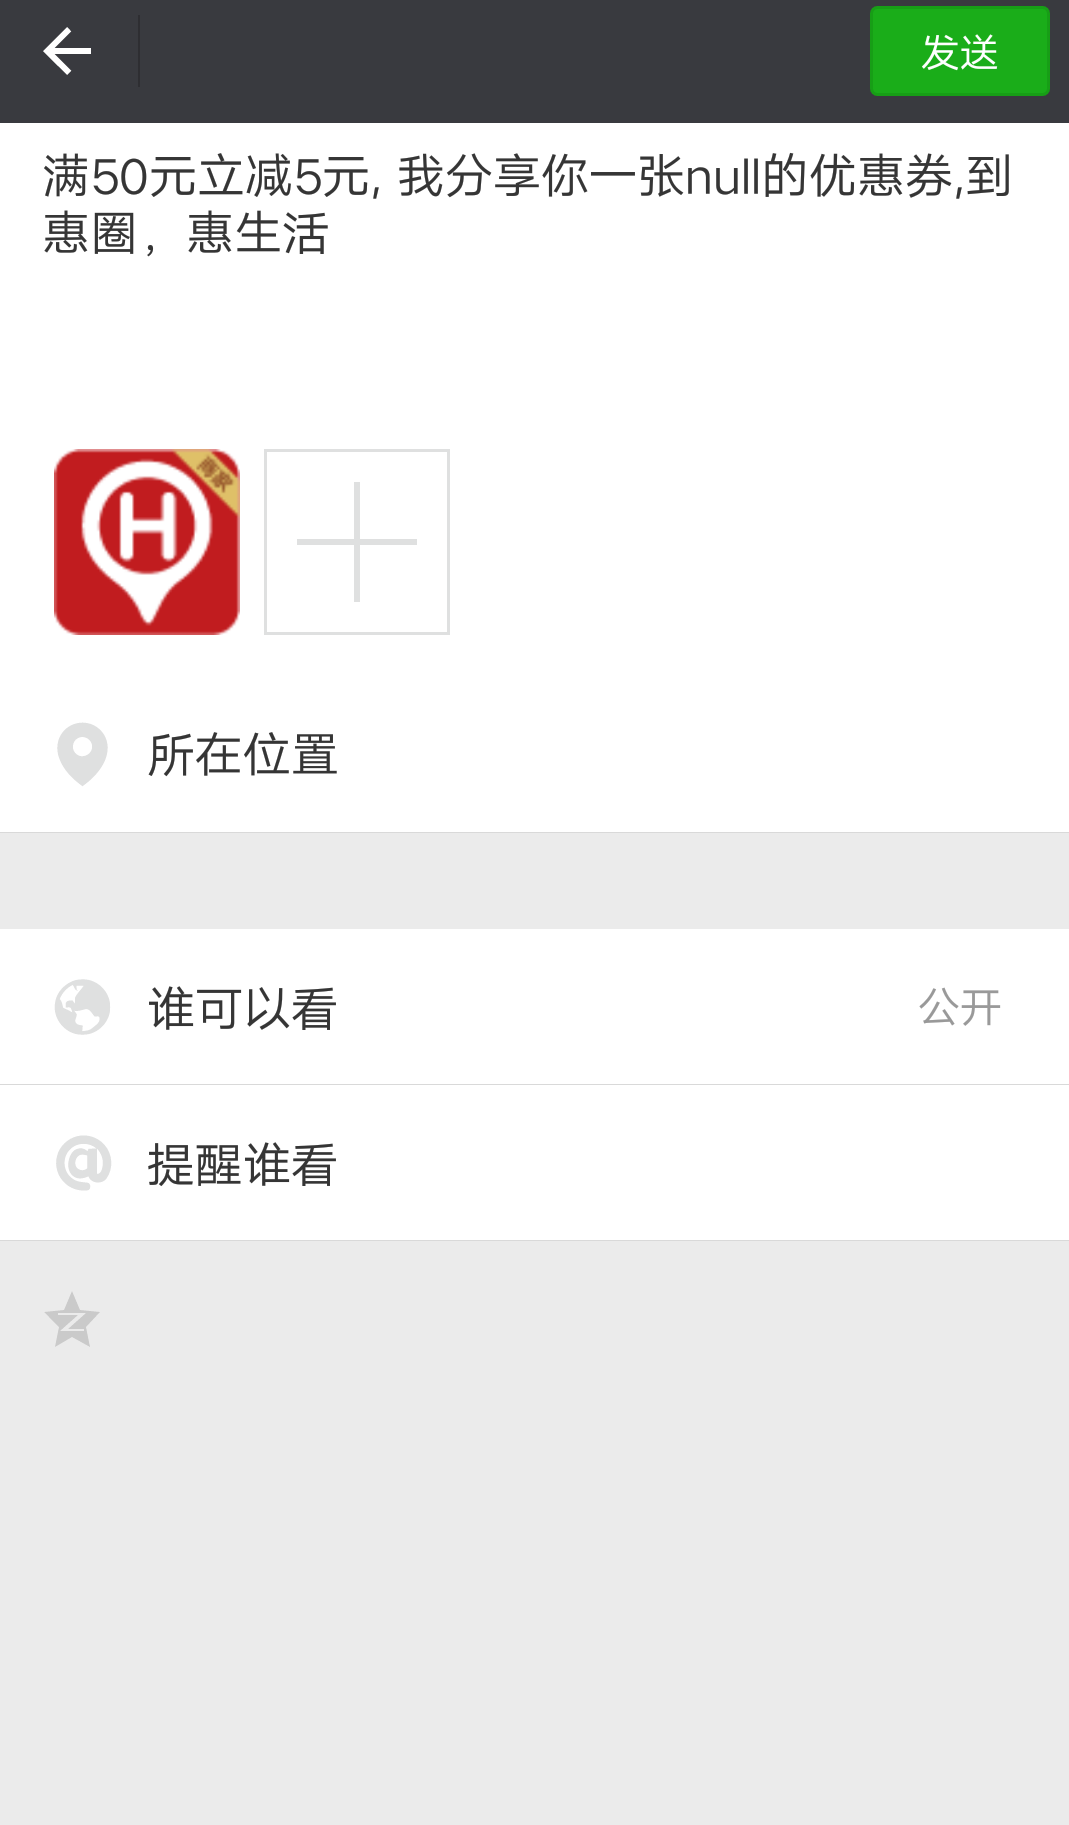 发送
满50元立减5元, 我分享你一张null的优惠券,到
惠圈，惠生活
商家
H
所在位置
谁可以看
公开
提醒谁看